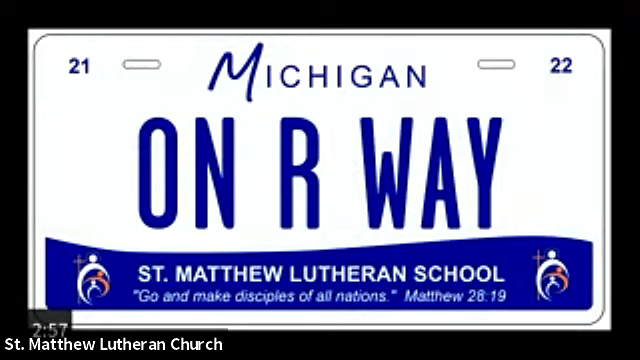 21 MICHIGAN 22
ON R WAY
ST. MATTHEW LUTHERAN SCHOOL
"Go and make disciples of all nations." Matthew 28:19
2:57
St. Matthew Lutheran Church